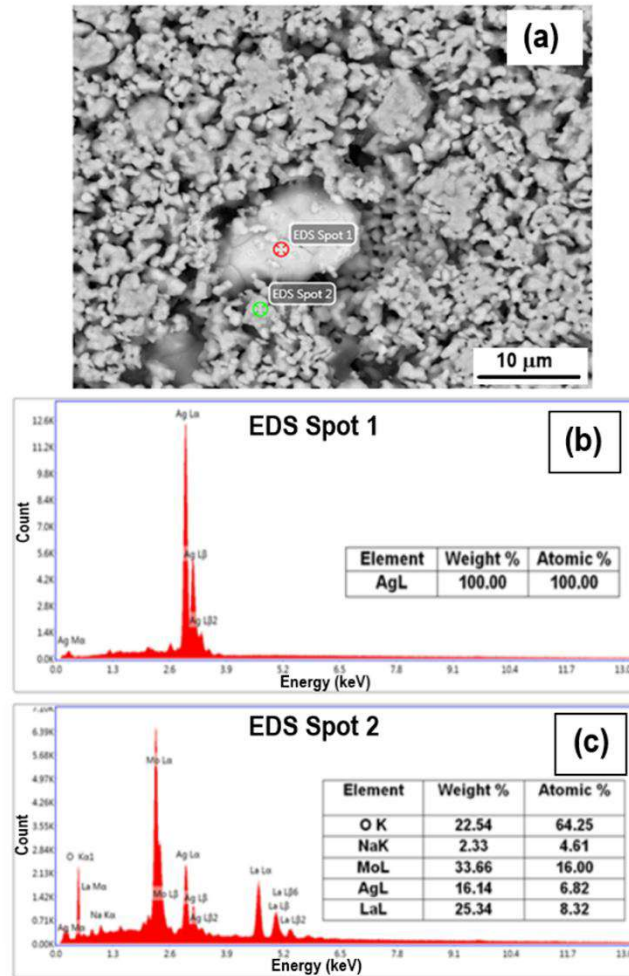 (a)
EDS Spot 1
EDS Spot 2
10 µm
EDS Spot 1
(b)
Count
12.6K
11.2K
9.8K
8.4K
7.0K
5.6K
4.2K
2.8K
1.4K
0.0K
Ag Lα
Ag Lβ
Ag Lβ2
Ag Mα
Element Weight % Atomic %
AgL 100.00 100.00
0.0 1.3 2.6 3.9 5.2 6.5 7.8 9.1 10.4 11.7 13.0
Energy (keV)
EDS Spot 2
(c)
Count
7.10K
6.39K
5.68K
4.97K
4.26K
3.55K
2.84K
2.13K
1.42K
0.71K
0.00K
O Kα1
La Mα
Ag Mα
Na Kα
Mo Lα
Mo Lβ
Ag Lα
Ag Lβ
Ag Lβ2
La Lα
La Lβ6
La Lβ
La Lβ2
Element Weight % Atomic %
O K 22.54 64.25
NaK 2.33 4.61
MoL 33.66 16.00
AgL 16.14 6.82
LaL 25.34 8.32
0.0 1.3 2.6 3.9 5.2 6.5 7.8 9.1 10.4 11.7 13.0
Energy (keV)